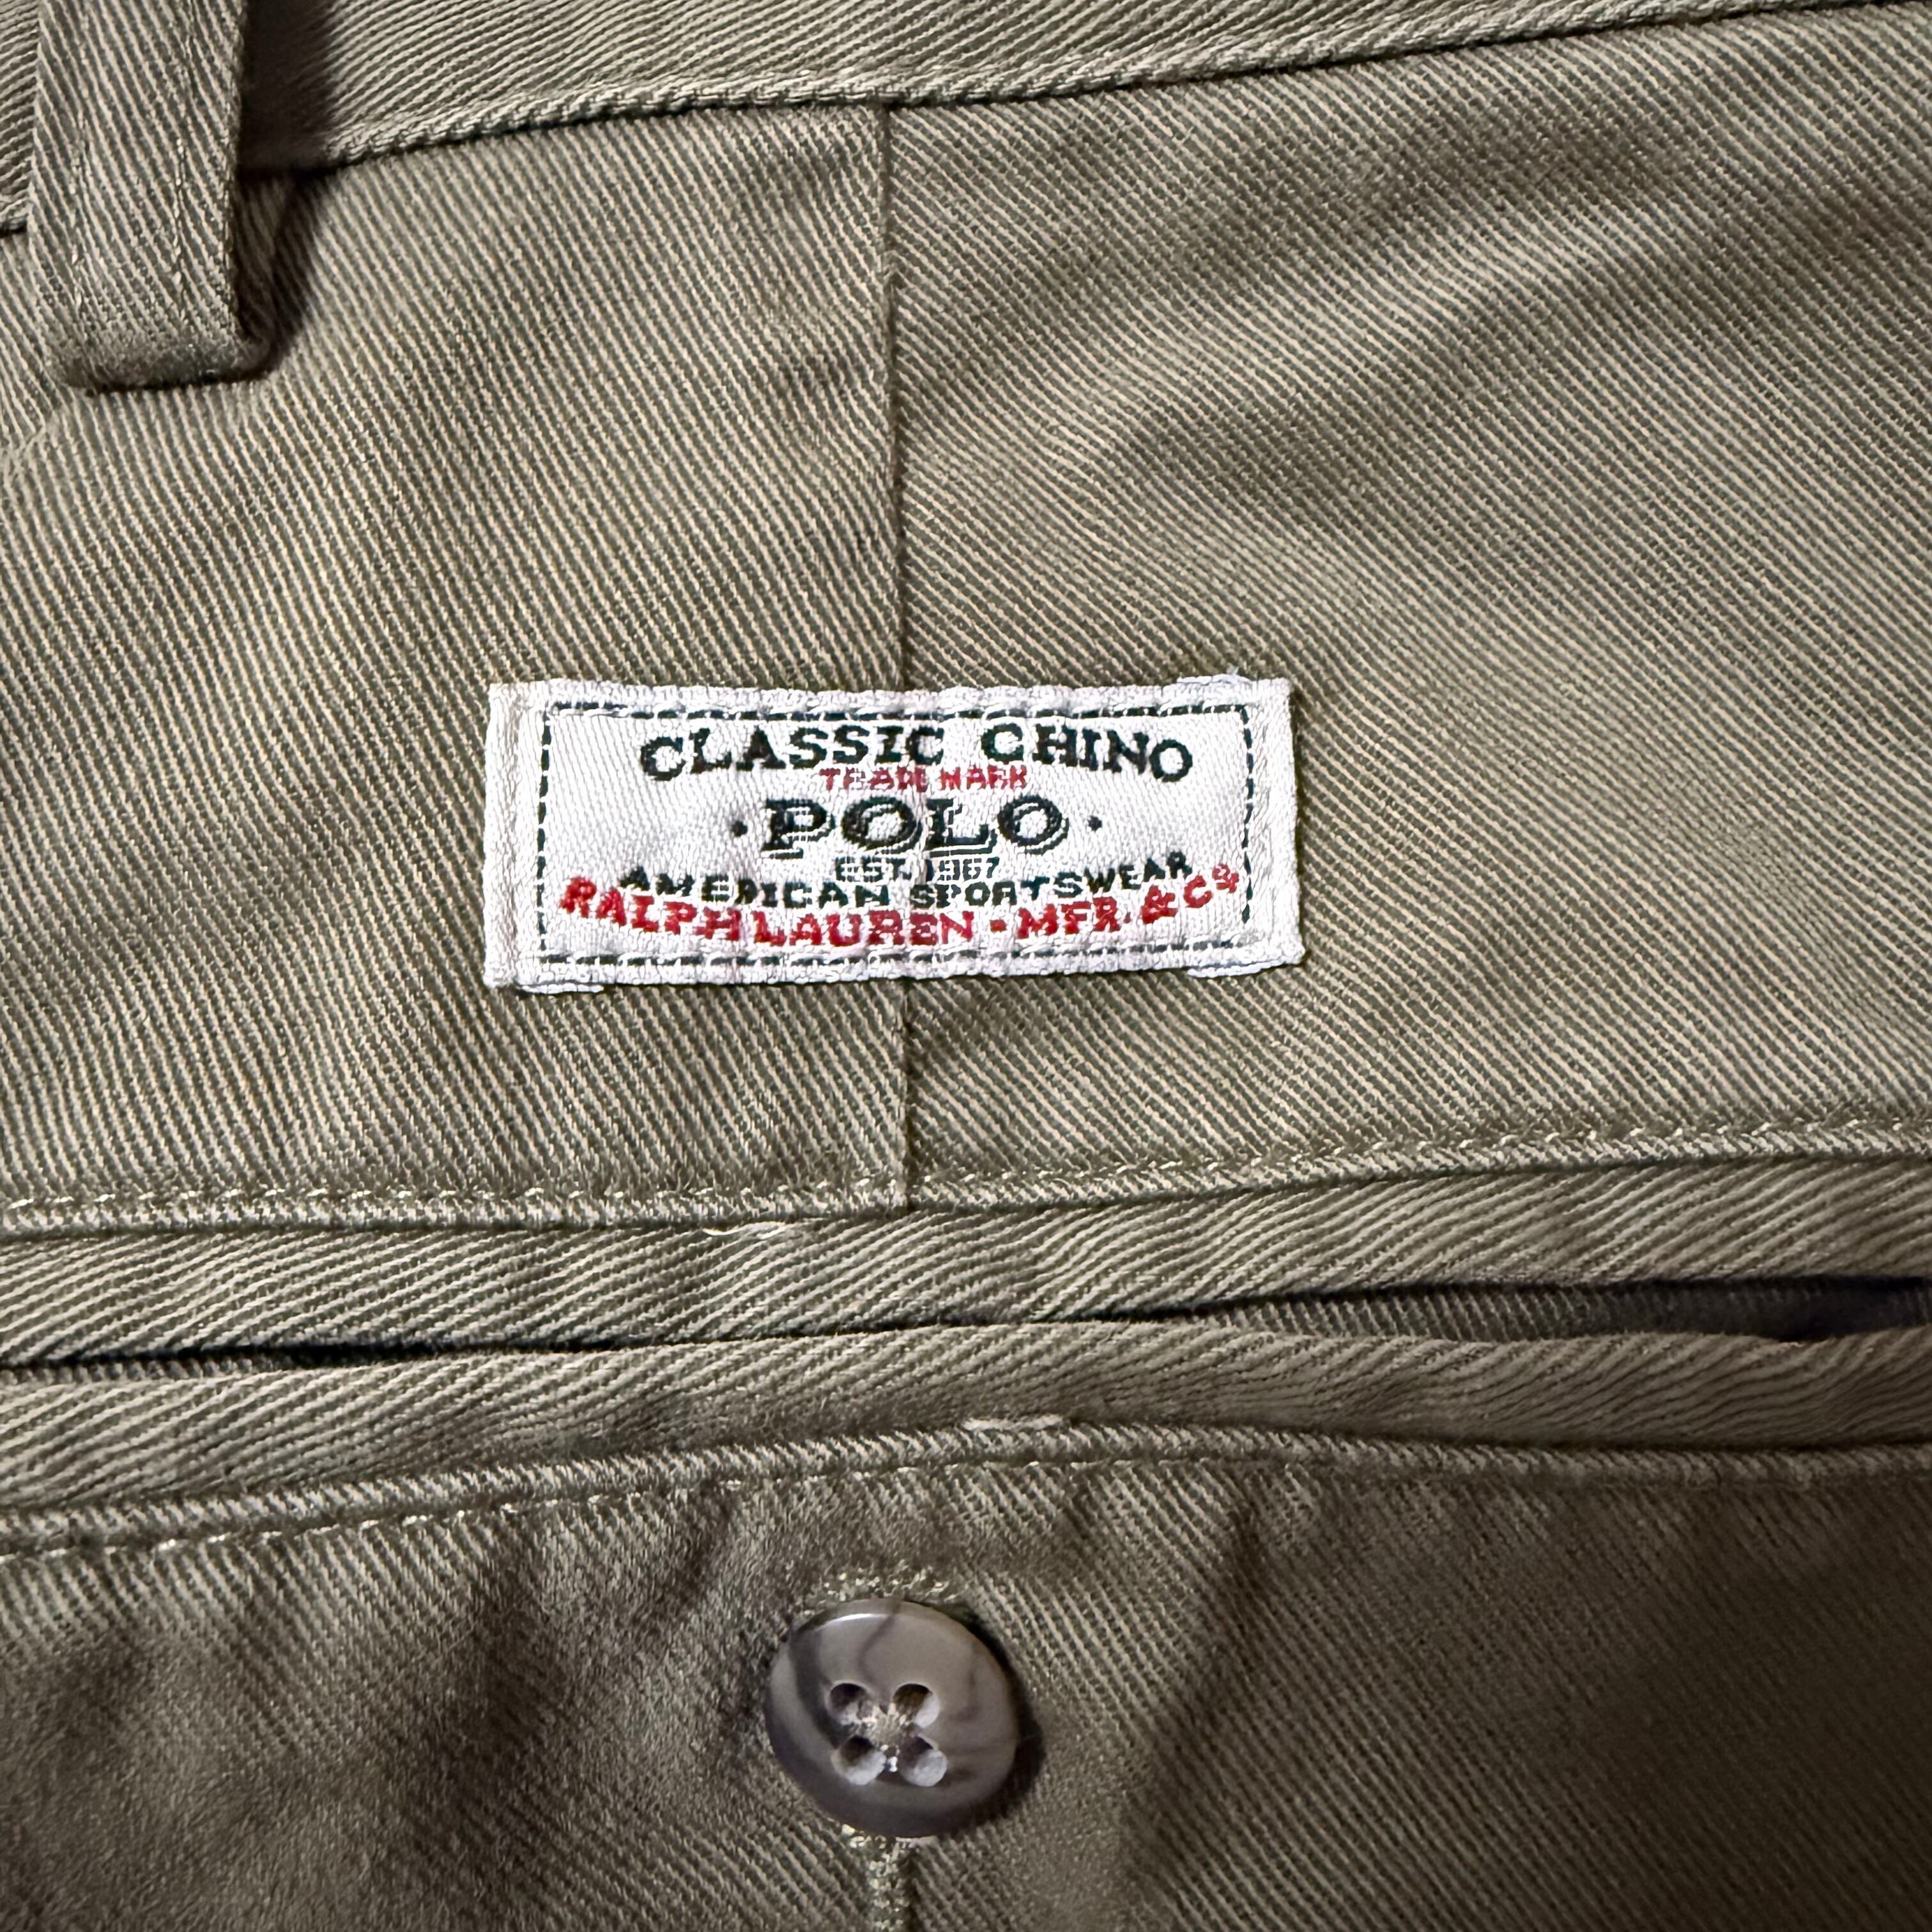 CLASSIC CHINO
TRADE MARK
· POLO ·
EST. 1967
AMERICAN SPORTSWEAR
RALPH LAUREN · MFR. & Co